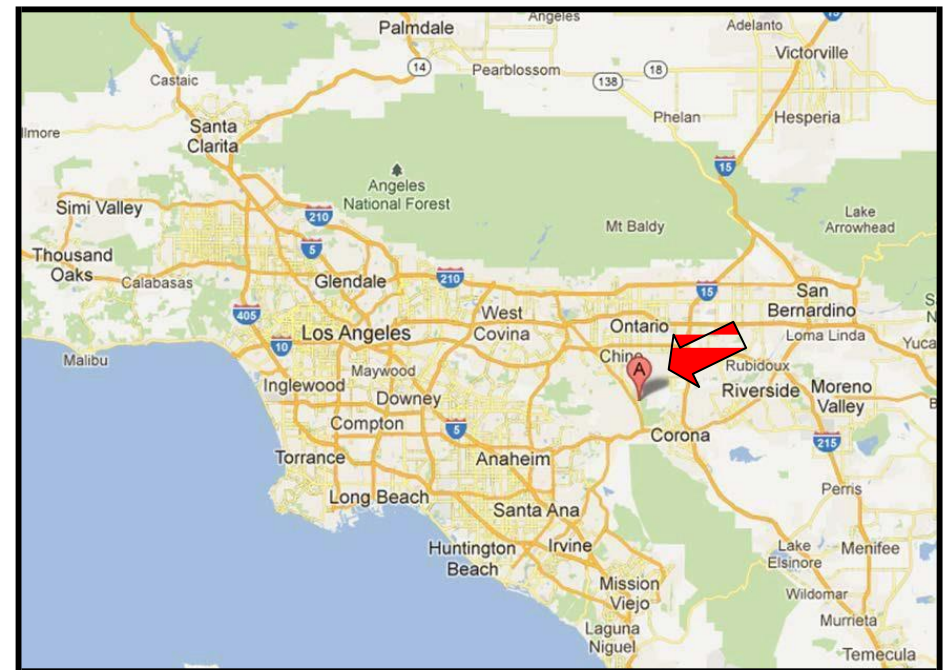 Palmdale
Angeles
Adelanto
15
Victorville
14
Pearblossom
138
18
Castaic
Phelan
Hesperia
Santa
Clarita
llmore
15
Angeles
National Forest
Simi Valley
210
Mt Baldy
Lake
Arrowhead
5
Thousand
Oaks
Calabasas
Glendale
210
15
San
Bernardino
405
West
Covina
Ontario
Los Angeles
Loma Linda
Yuca
10
Malibu
Maywood
Chino
A
Rubidoux
Inglewood
Downey
Riverside
Moreno
Valley
Compton
5
Corona
215
Torrance
Anaheim
Long Beach
Perris
Santa Ana
Huntington
Beach
Irvine
Lake
Elsinore
Menifee
Mission
Viejo
Wildomar
Laguna
Niguel
Murrieta
Temecula